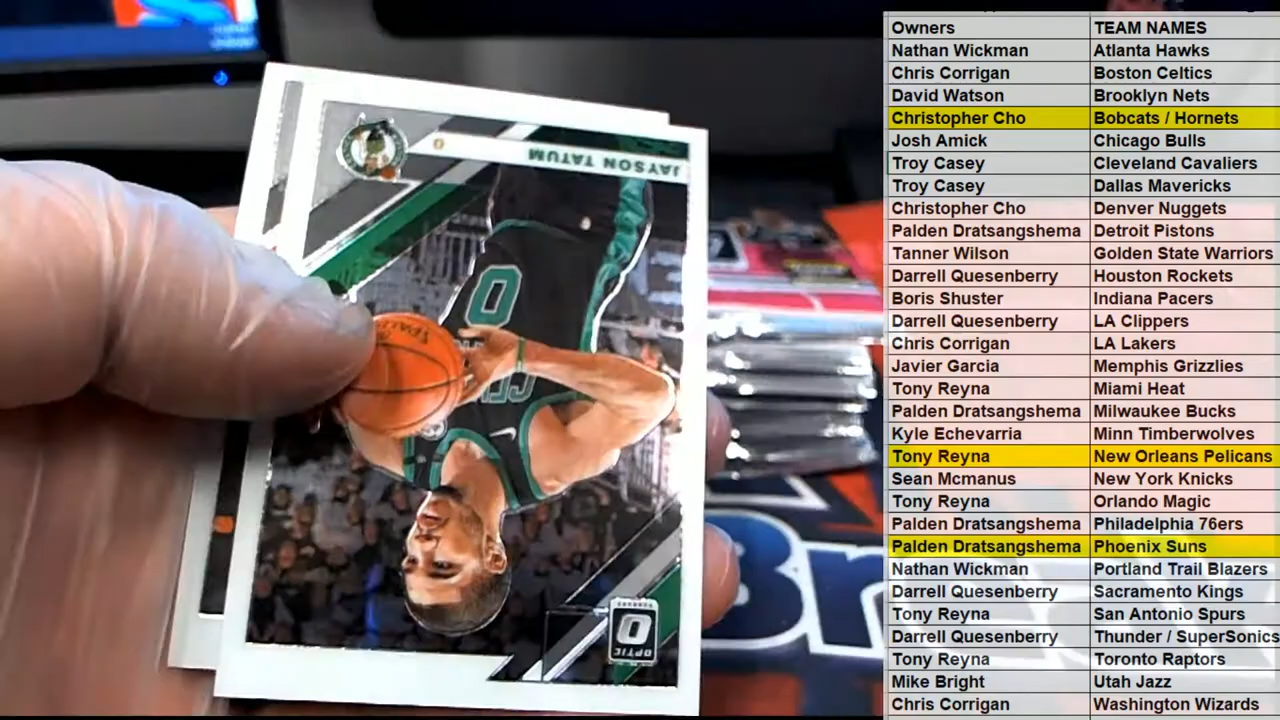 Owners TEAM NAMES
Nathan Wickman Atlanta Hawks
Chris Corrigan Boston Celtics
David Watson Brooklyn Nets
Christopher Cho Bobcats / Hornets
Josh Amick Chicago Bulls
Troy Casey Cleveland Cavaliers
Troy Casey Dallas Mavericks
Christopher Cho Denver Nuggets
Palden Dratsangshema Detroit Pistons
Tanner Wilson Golden State Warriors
Darrell Quesenberry Houston Rockets
Boris Shuster Indiana Pacers
Darrell Quesenberry LA Clippers
Chris Corrigan LA Lakers
Javier Garcia Memphis Grizzlies
Tony Reyna Miami Heat
Palden Dratsangshema Milwaukee Bucks
Kyle Echevarria Minn Timberwolves
Tony Reyna New Orleans Pelicans
Sean Mcmanus New York Knicks
Tony Reyna Orlando Magic
Palden Dratsangshema Philadelphia 76ers
Palden Dratsangshema Phoenix Suns
Nathan Wickman Portland Trail Blazers
Darrell Quesenberry Sacramento Kings
Tony Reyna San Antonio Spurs
Darrell Quesenberry Thunder / SuperSonics
Tony Reyna Toronto Raptors
Mike Bright Utah Jazz
Chris Corrigan Washington Wizards
JAYSON TATUM
0
0
SPALDING
OPTIC
DONRUSS
Br